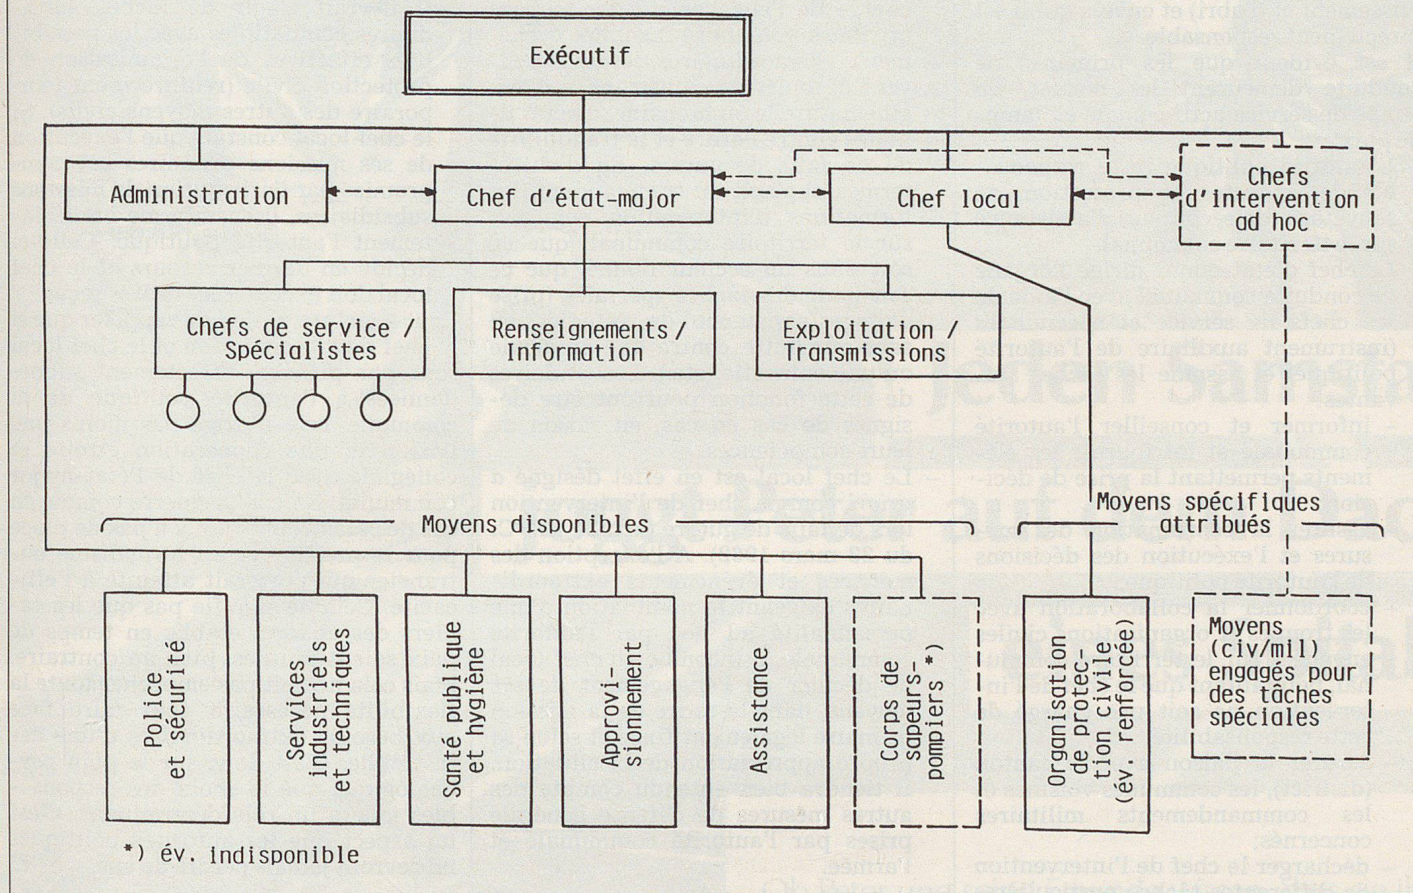 Exécutif
Administration
Chef d'état-major
Chef local
Chefs
d'intervention
ad hoc
Chefs de service/
Spécialistes
Renseignements/
Information
Exploitation/
Transmissions
Moyens disponibles
Moyens spécifiques
attribués
Police
et sécurité
Services
industriels
et techniques
Santé publique
et hygiène
Approvi-
sionnement
Assistance
Corps de
sapeurs-
pompiers *)
Organisation
de protec-
tion civile
(év. renforcée)
Moyens
(Civ/mil)
engagés pour
des tâches
spéciales
*) év. indisponible